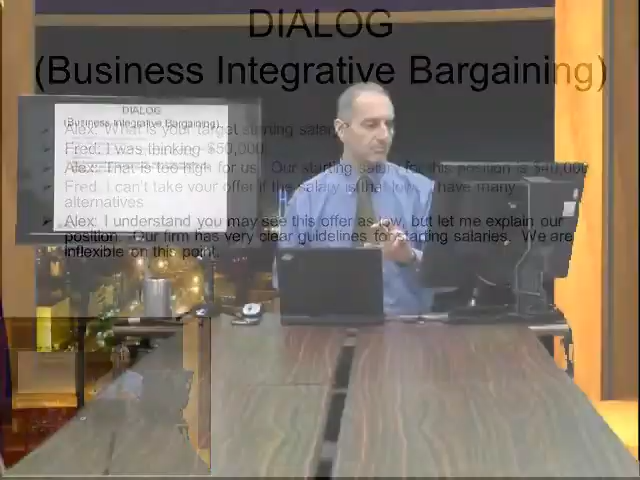 DIALOG
(Business Integrative Bargaining)
DIALOG
(Business Integrative Bargaining)
Alex: What is your target starting salary
Fred: I was thinking $50,000
Alex: That is too high for us. Our starting salary for this position is $40,000
Fred: I can't take your offer if the salary is that low. I have many
alternatives
Alex: I understand you may see this offer as low, but let me explain our
position. Our firm has very clear guidelines for starting salaries. We are
inflexible on this point.